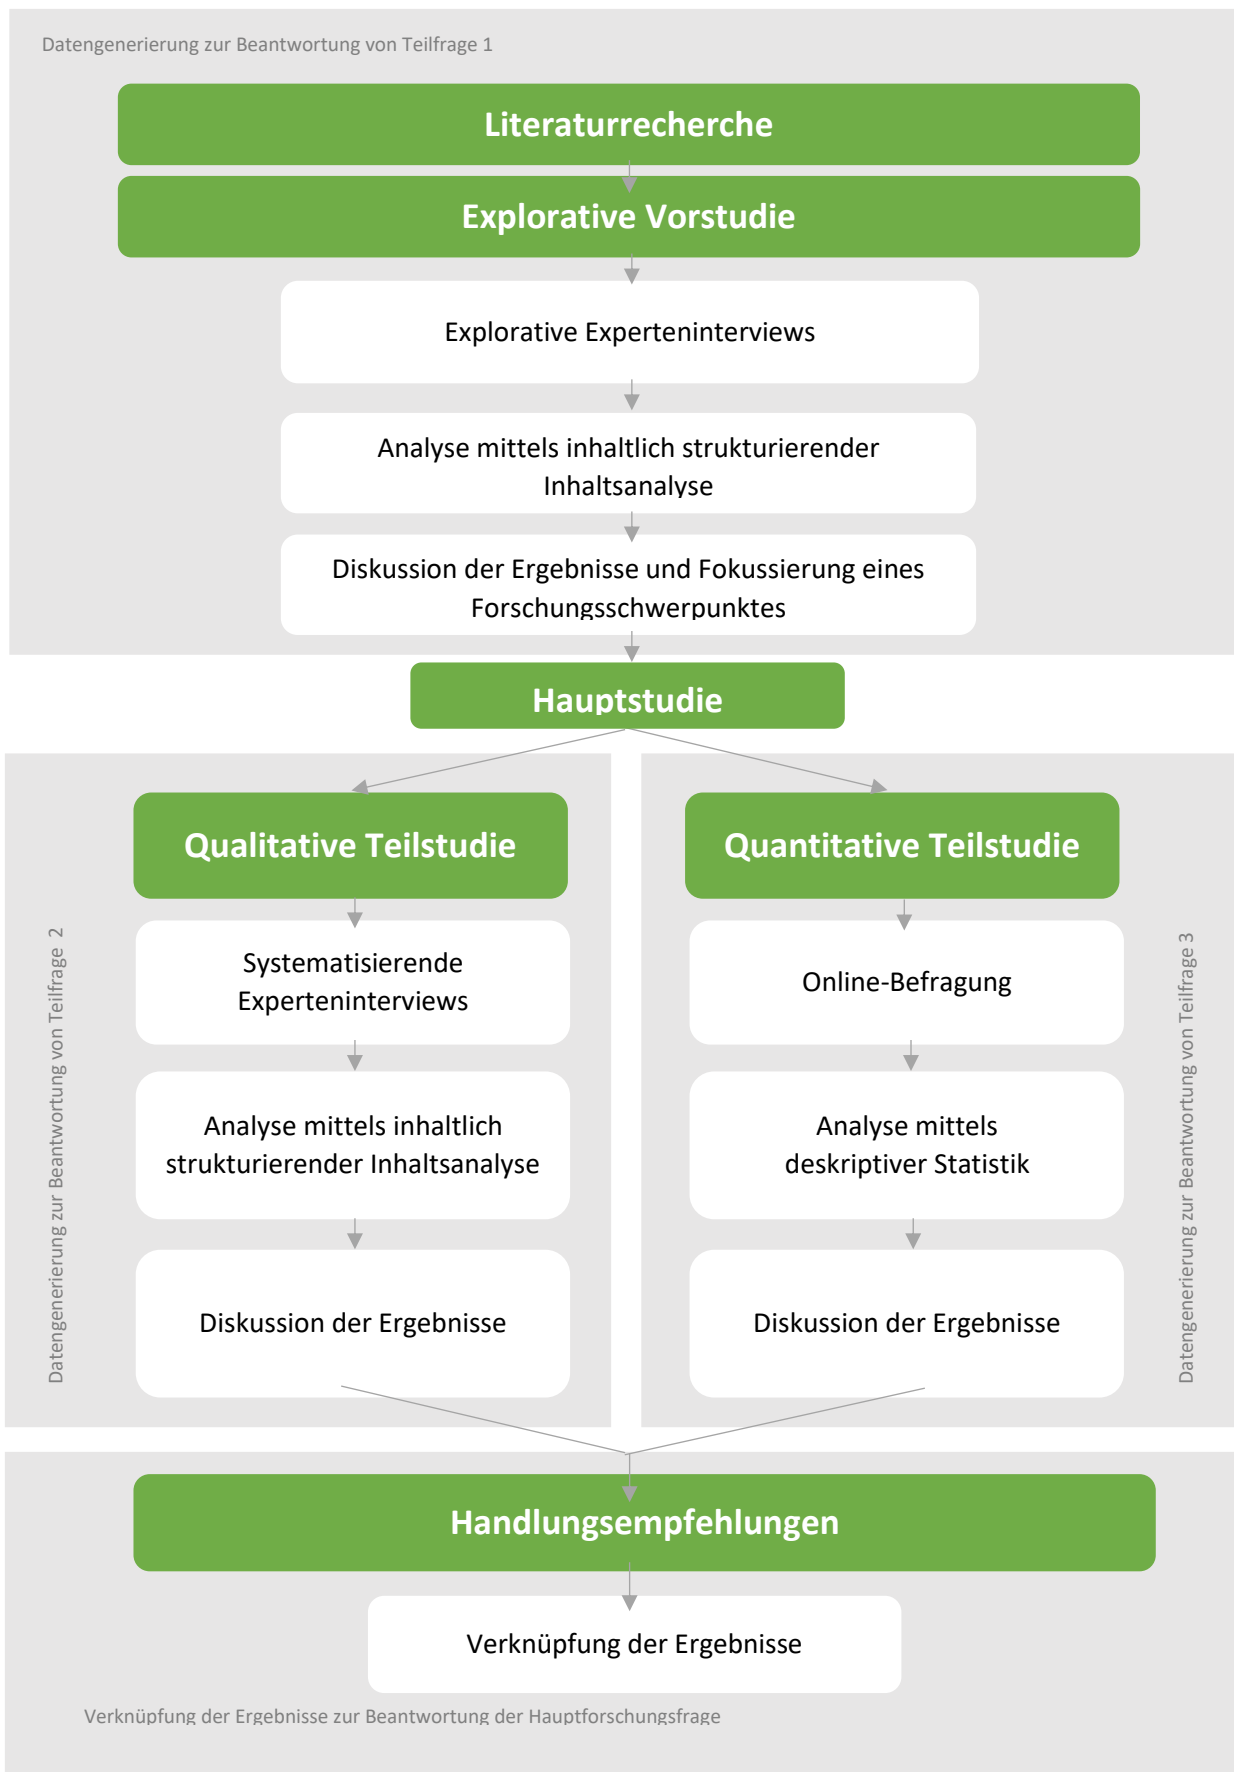 Datengenerierung zur Beantwortung von Teilfrage 1
Literaturrecherche
Explorative Vorstudie
Explorative Experteninterviews
Analyse mittels inhaltlich strukturierender
Inhaltsanalyse
Diskussion der Ergebnisse und Fokussierung eines
Forschungsschwerpunktes
Hauptstudie
Datengenerierung zur Beantwortung von Teilfrage 2
Qualitative Teilstudie
Systematisierende
Experteninterviews
Analyse mittels inhaltlich
strukturierender Inhaltsanalyse
Diskussion der Ergebnisse
Quantitative Teilstudie
Online-Befragung
Analyse mittels
deskriptiver Statistik
Diskussion der Ergebnisse
Datengenerierung zur Beantwortung von Teilfrage 3
Handlungsempfehlungen
Verknüpfung der Ergebnisse
Verknüpfung der Ergebnisse zur Beantwortung der Hauptforschungsfrage